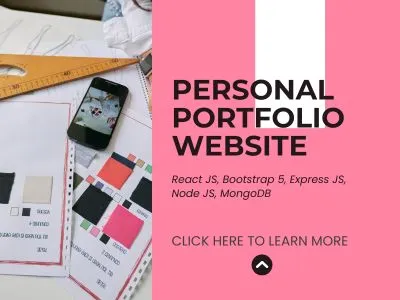 PERSONAL
PORTFOLIO
WEBSITE
React JS, Bootstrap 5, Express JS,
Node JS, MongoDB
CLICK HERE TO LEARN MORE